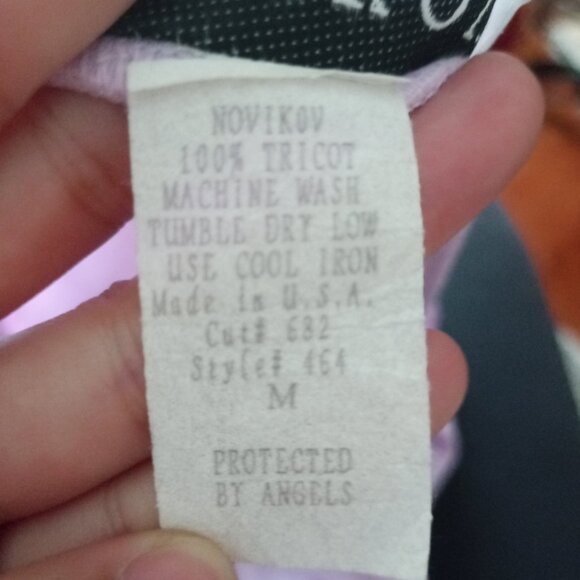 NOVIKOV
100% TRICOT
MACHINE WASH
TUMBLE DRY LOW
USE COOL IRON
Made in U.S.A.
Cut# 682
Style# 464
M
PROTECTED
BY ANGELS